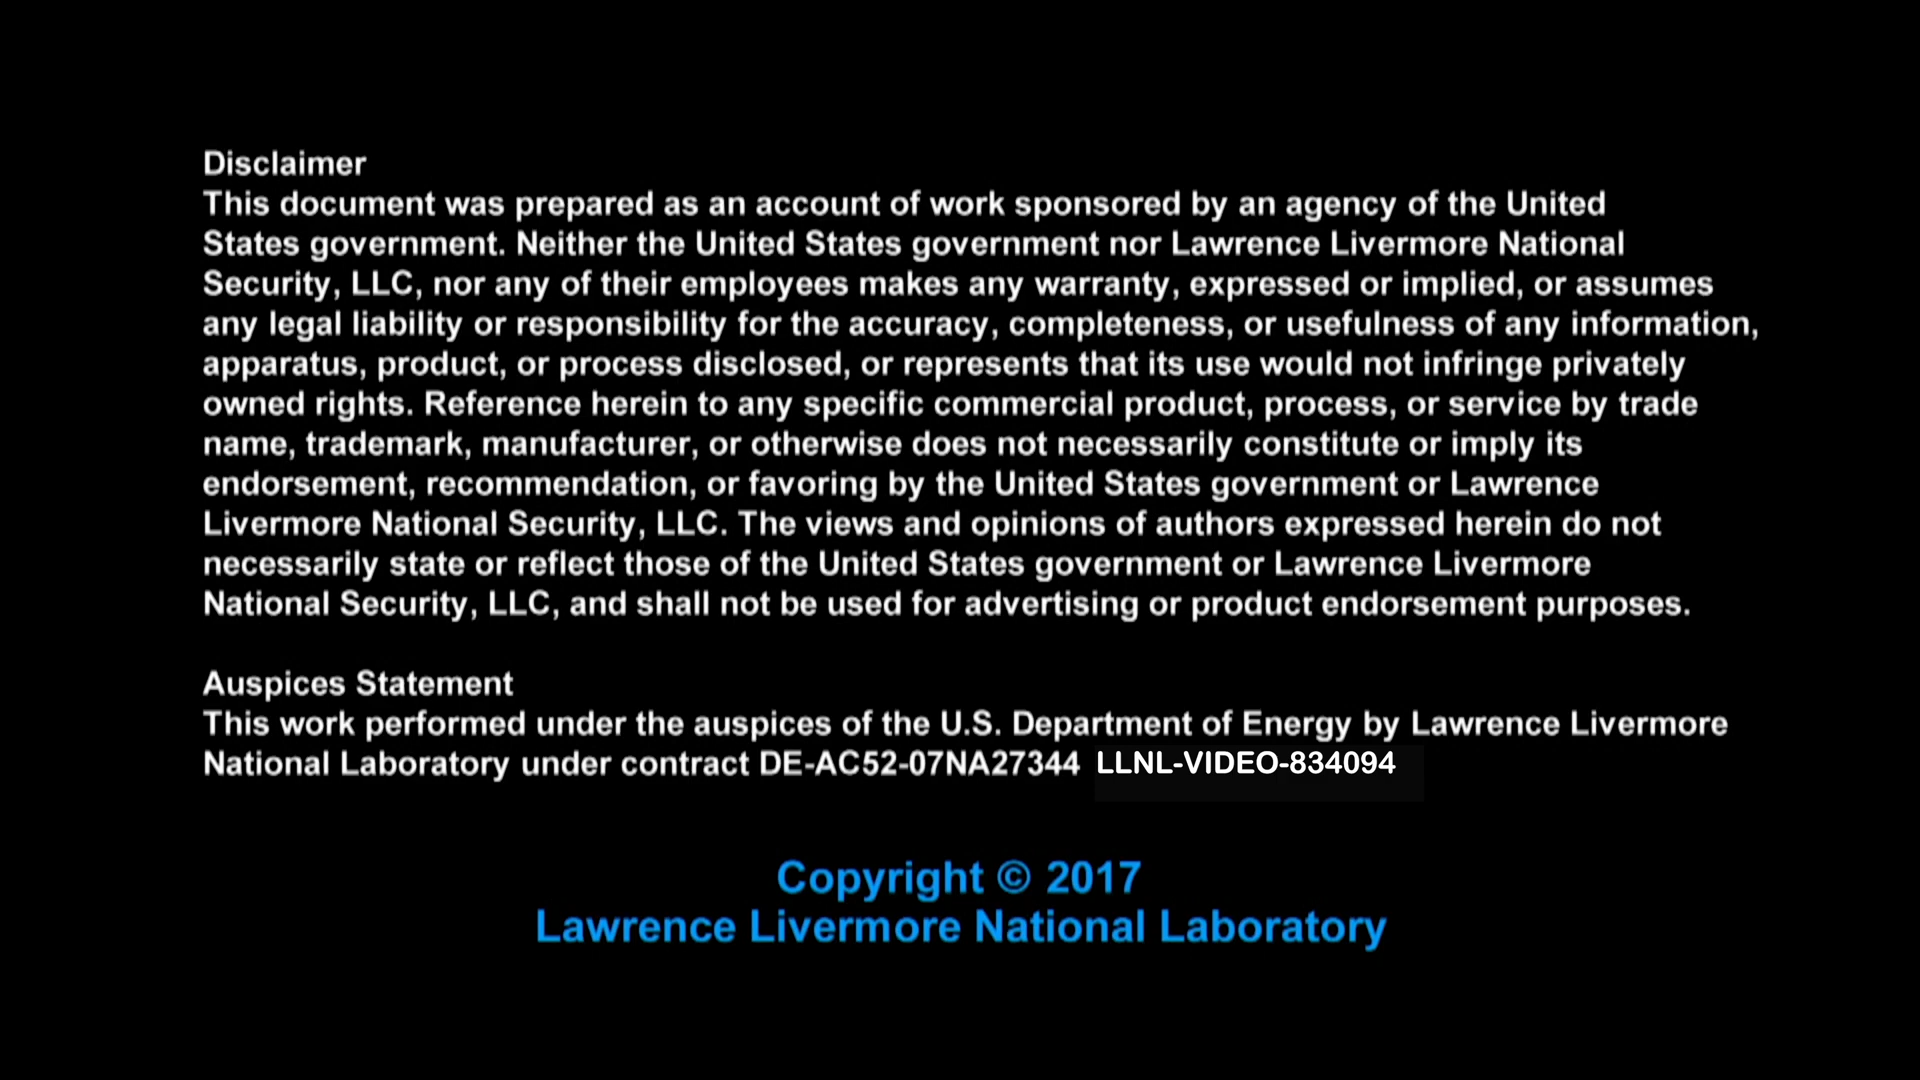 Disclaimer
This document was prepared as an account of work sponsored by an agency of the United
States government. Neither the United States government nor Lawrence Livermore National
Security, LLC, nor any of their employees makes any warranty, expressed or implied, or assumes
any legal liability or responsibility for the accuracy, completeness, or usefulness of any information,
apparatus, product, or process disclosed, or represents that its use would not infringe privately
owned rights. Reference herein to any specific commercial product, process, or service by trade
name, trademark, manufacturer, or otherwise does not necessarily constitute or imply its
endorsement, recommendation, or favoring by the United States government or Lawrence
Livermore National Security, LLC. The views and opinions of authors expressed herein do not
necessarily state or reflect those of the United States government or Lawrence Livermore
National Security, LLC, and shall not be used for advertising or product endorsement purposes.
Auspices Statement
This work performed under the auspices of the U.S. Department of Energy by Lawrence Livermore
National Laboratory under contract DE-AC52-07NA27344 LLNL-VIDEO-834094
Copyright © 2017
Lawrence Livermore National Laboratory